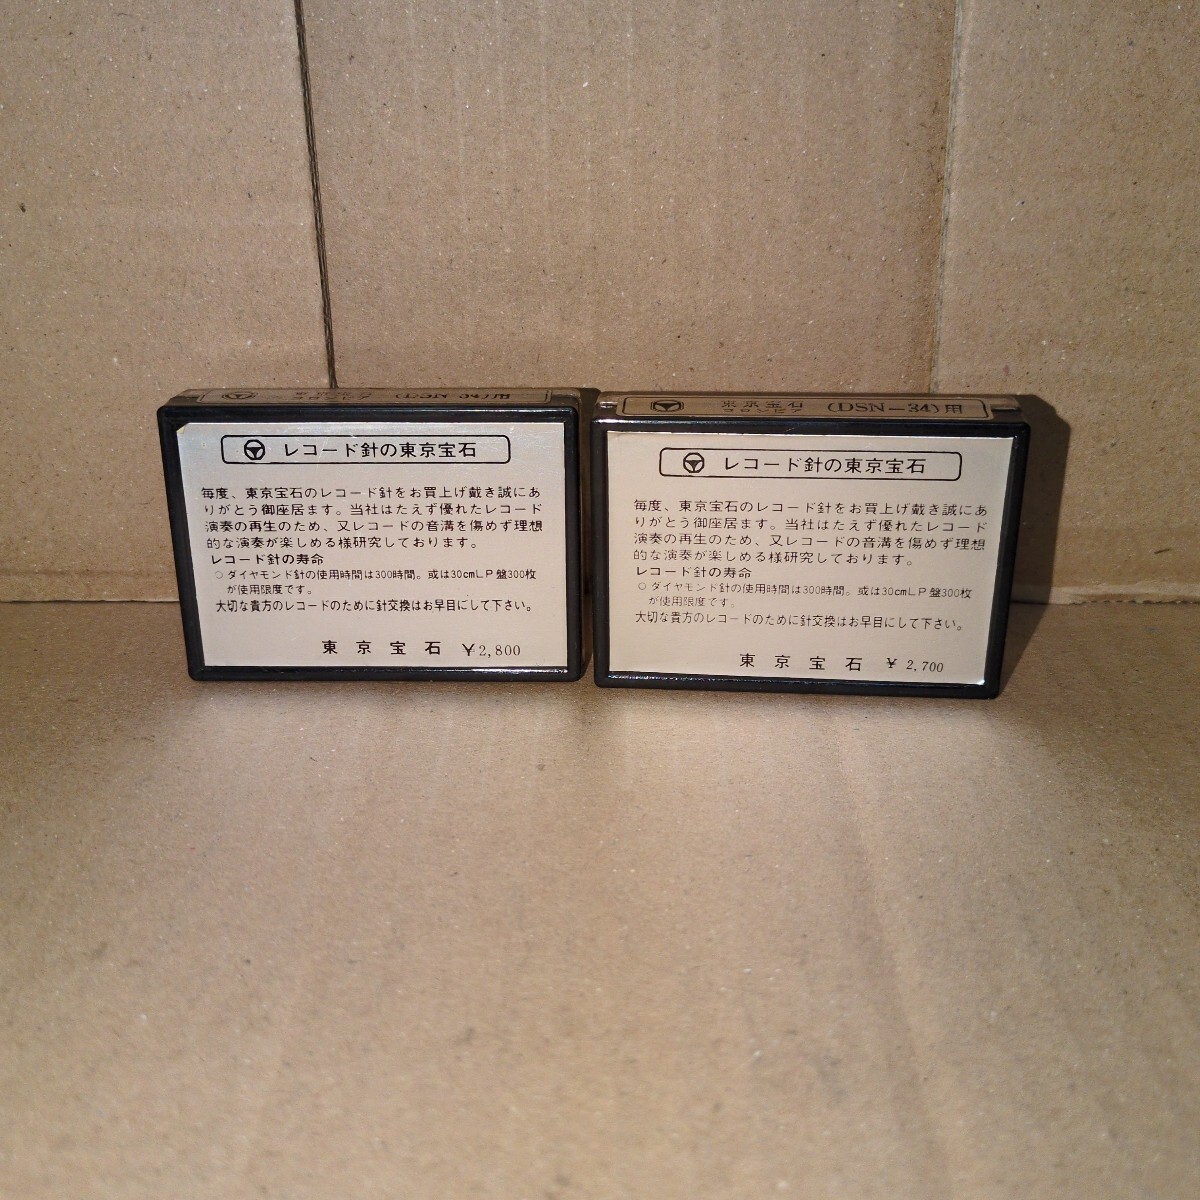 コロンビア (DSN-34)用
レコード針の東京宝石
毎度、東京宝石のレコード針をお買上げ戴き誠にあ
りがとう御座居ます。当社はたえず優れたレコード
演奏の再生のため、又レコードの音溝を傷めず理想
的な演奏が楽しめる様研究しております。
レコード針の寿命
○ダイヤモンド針の使用時間は300時間。或は30cmLP盤300枚
が使用限度です。
大切な貴方のレコードのために針交換はお早目にして下さい。
東京宝石 ¥2,800
東京宝石
コロンビア (DSN-34)用
レコード針の東京宝石
毎度、東京宝石のレコード針をお買上げ戴き誠にあ
りがとう御座居ます。当社はたえず優れたレコード
演奏の再生のため、又レコードの音溝を傷めず理想
的な演奏が楽しめる様研究しております。
レコード針の寿命
○ダイヤモンド針の使用時間は300時間。或は30cmLP盤300枚
が使用限度です。
大切な貴方のレコードのために針交換はお早目にして下さい。
東京宝石 ¥2,700